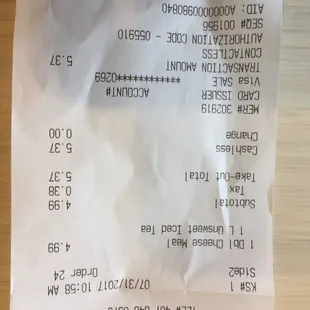 KS# 1 07/31/2017 10:58 AM
Side2 Order 24
1 Dbl Cheese Meal 4.99
1 L Unsweet Iced Tea
Subtotal 4.99
Tax 0.38
Take-Out Total 5.37
Cashless 5.37
Change 0.00
MER# 302919
CARD ISSUER ACCOUNT#
Visa SALE ************0269
TRANSACTION AMOUNT 5.37
CONTACTLESS
AUTHORIZATION CODE - 055910
SEQ# 001956
AID: A0000000980840